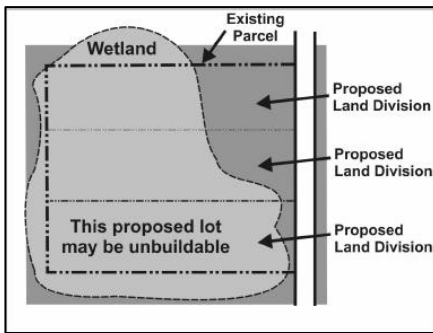 Existing
Parcel
Wetland
Proposed
Land Division
Proposed
Land Division
This proposed lot
may be unbuildable
Proposed
Land Division